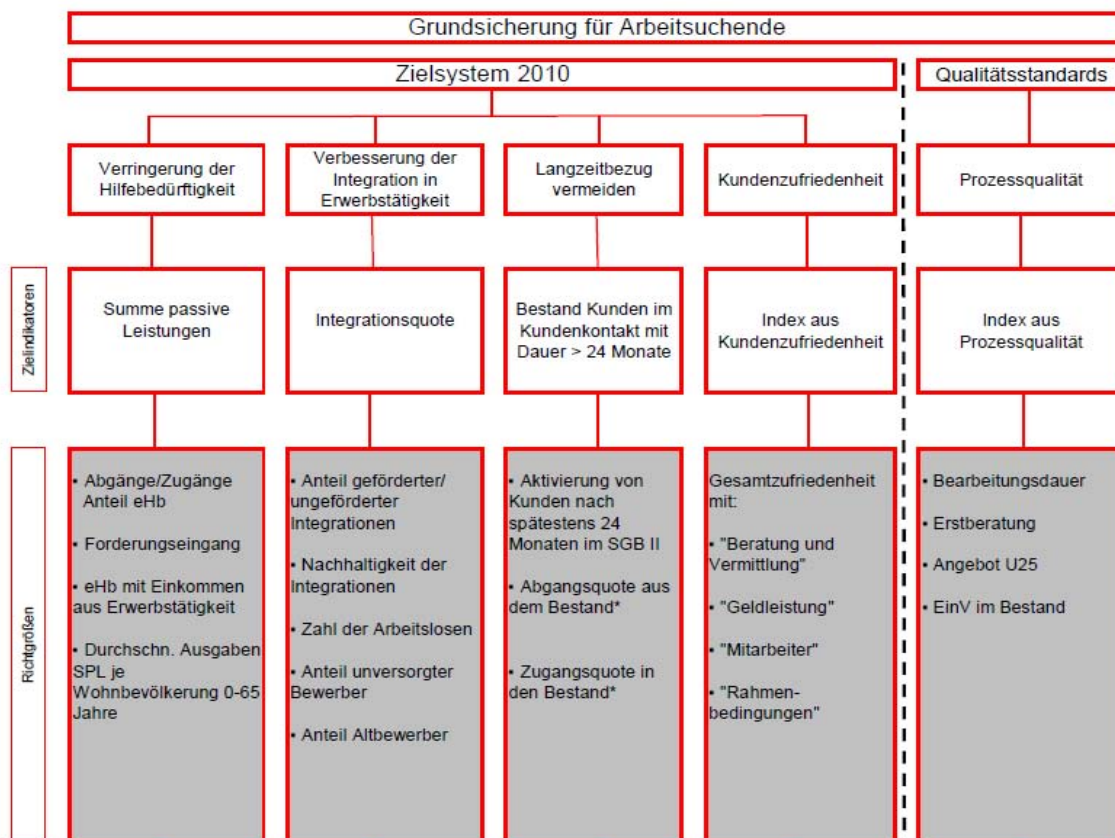 Grundsicherung für Arbeitsuchende
Zielsystem 2010
Qualitätsstandards
Verringerung der
Hilfebedürftigkeit
Verbesserung der
Integration in
Erwerbstätigkeit
Langzeitbezug
vermeiden
Kundenzufriedenheit
Prozessqualität
Zielindikatoren
Summe passive
Leistungen
Integrationsquote
Bestand Kunden im
Kundenkontakt mit
Dauer > 24 Monate
Index aus
Kundenzufriedenheit
Index aus
Prozessqualität
Richtgrößen
• Abgänge/Zugänge
Anteil eHb
• Forderungseingang
• eHb mit Einkommen
aus Erwerbstätigkeit
• Durchschn. Ausgaben
SPL je
Wohnbevölkerung 0-65
Jahre
• Anteil geförderter/
ungeförderter
Integrationen
• Nachhaltigkeit der
Integrationen
• Zahl der Arbeitslosen
• Anteil unversorgter
Bewerber
• Anteil Altbewerber
• Aktivierung von
Kunden nach
spätestens 24
Monaten im SGB II
• Abgangsquote aus
dem Bestand*
• Zugangsquote in
den Bestand*
Gesamtzufriedenheit
mit:
• "Beratung und
Vermittlung"
• "Geldleistung"
• "Mitarbeiter"
• "Rahmen-
bedingungen"
• Bearbeitungsdauer
• Erstberatung
• Angebot U25
• EinV im Bestand